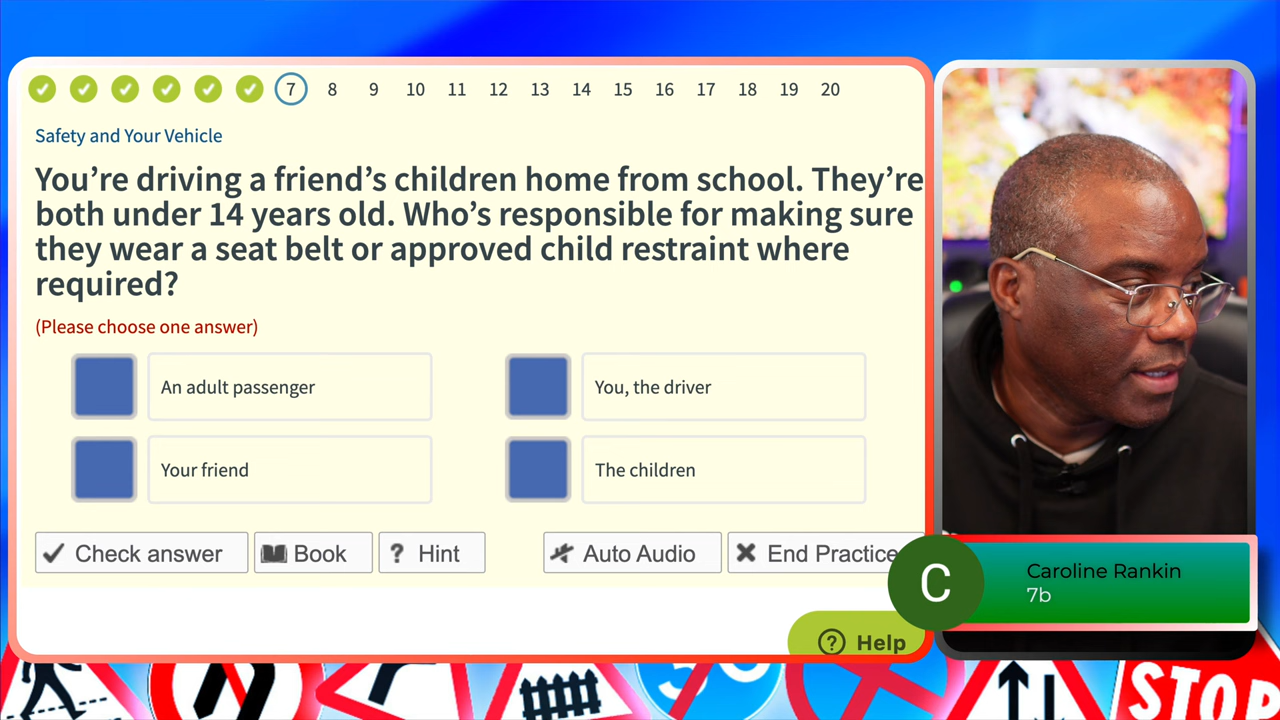 7 8 9 10 11 12 13 14 15 16 17 18 19 20
Safety and Your Vehicle
You’re driving a friend’s children home from school. They’re
both under 14 years old. Who’s responsible for making sure
they wear a seat belt or approved child restraint where
required?
(Please choose one answer)
An adult passenger
You, the driver
Your friend
The children
Check answer
Book
? Hint
Auto Audio
End Practice
C
Caroline Rankin
7b
? Help
STOP